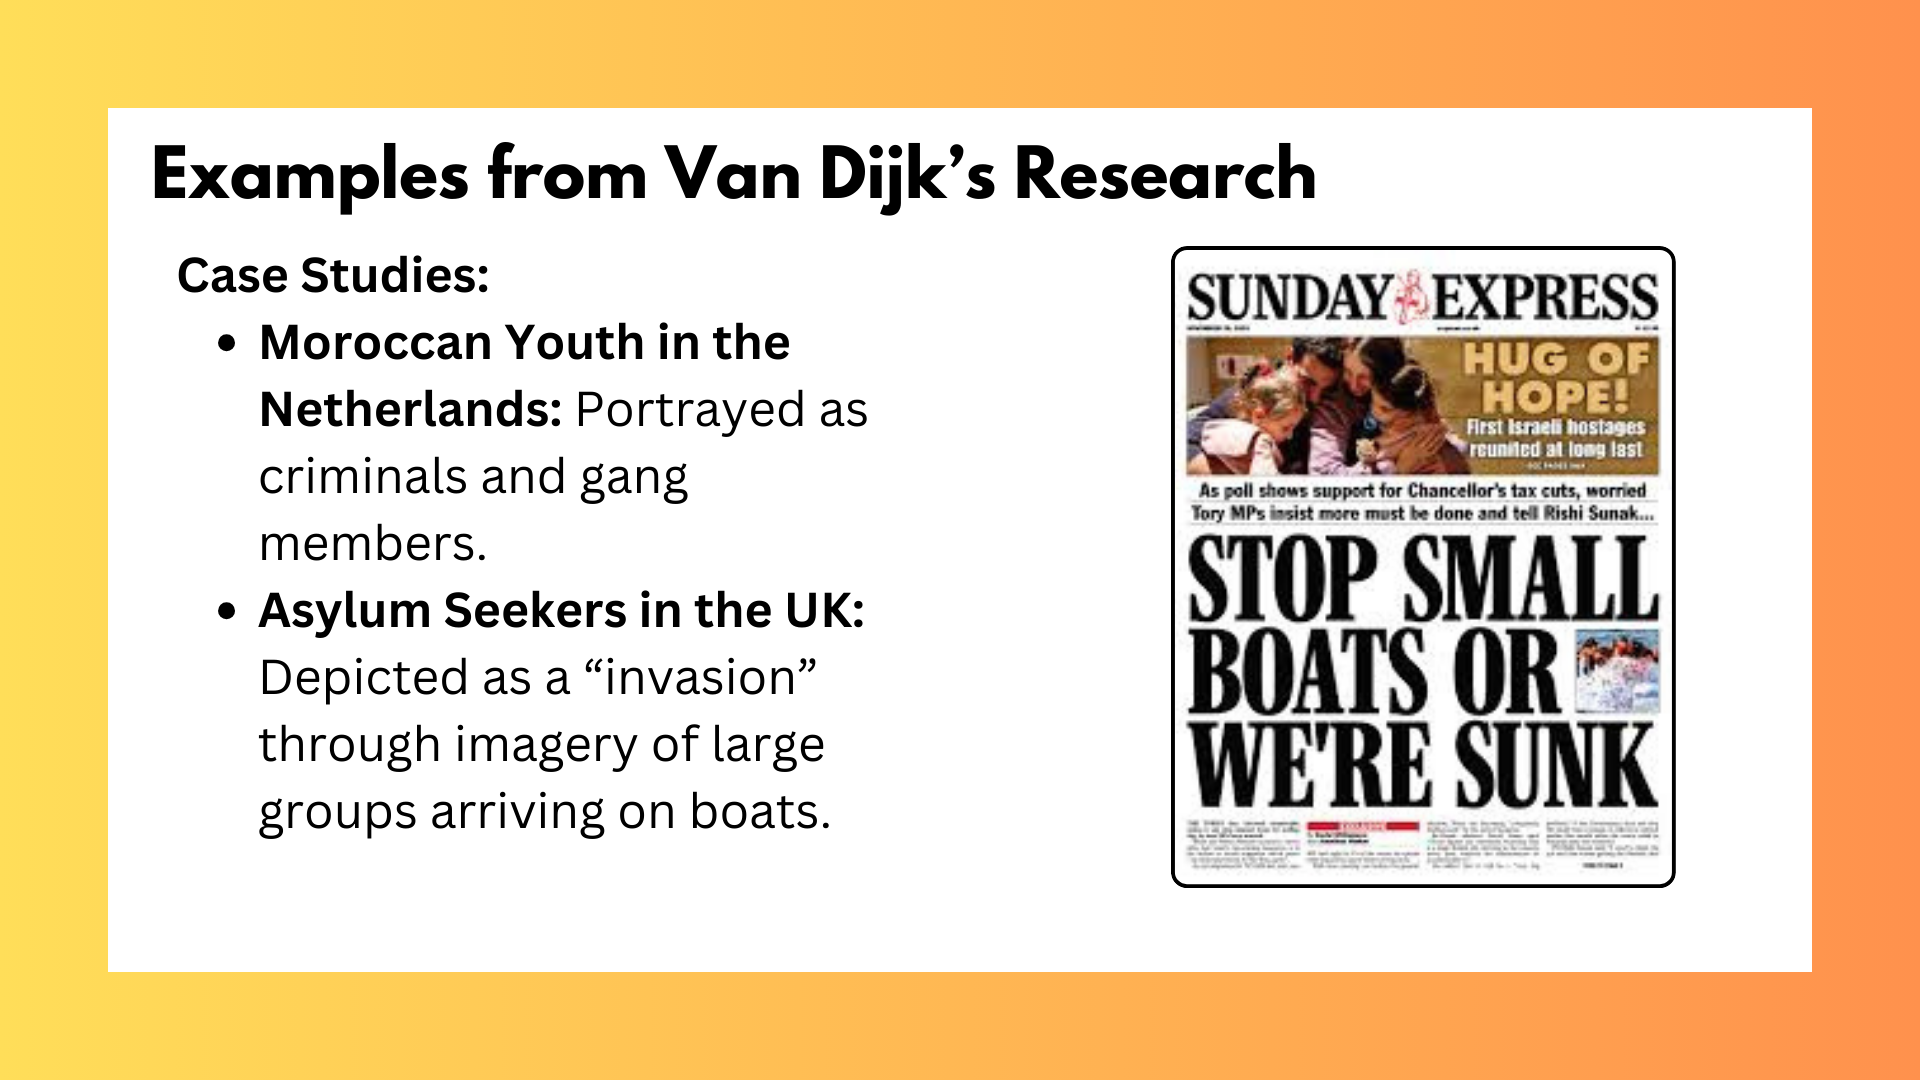 Examples from Van Dijk’s Research
Case Studies:
• Moroccan Youth in the
Netherlands: Portrayed as
criminals and gang
members.
• Asylum Seekers in the UK:
Depicted as a “invasion”
through imagery of large
groups arriving on boats.
SUNDAY EXPRESS
HUG OF
HOPE!
First Israeli hostages
reunited at long last
As poll shows support for Chancellor's tax cuts, worried
Tory MPs insist more must be done and tell Rishi Sunak...
STOP SMALL
BOATS OR
WE'RE SUNK